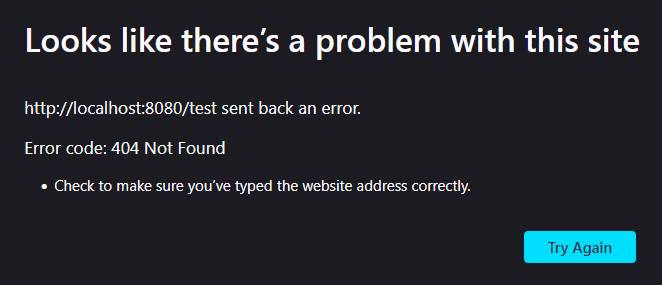 Looks like there’s a problem with this site
http://localhost:8080/test sent back an error.
Error code: 404 Not Found
• Check to make sure you’ve typed the website address correctly.
Try Again